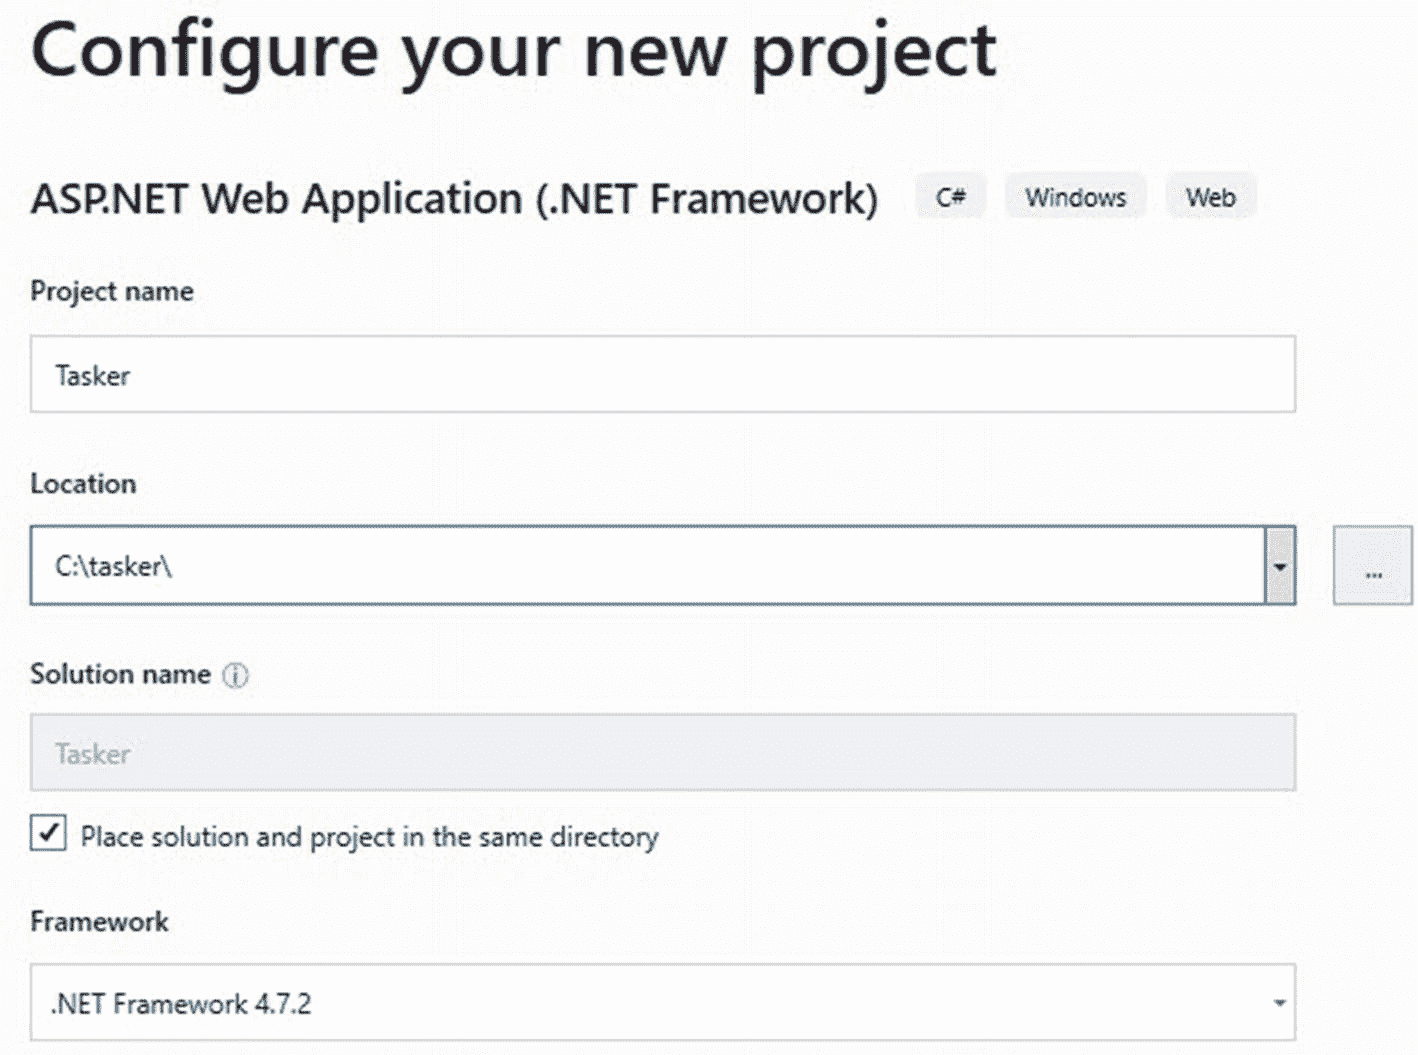 Configure your new project
ASP.NET Web Application (.NET Framework) C# Windows Web
Project name
Tasker
Location
C:\tasker\
...
Solution name
Tasker
Place solution and project in the same directory
Framework
.NET Framework 4.7.2